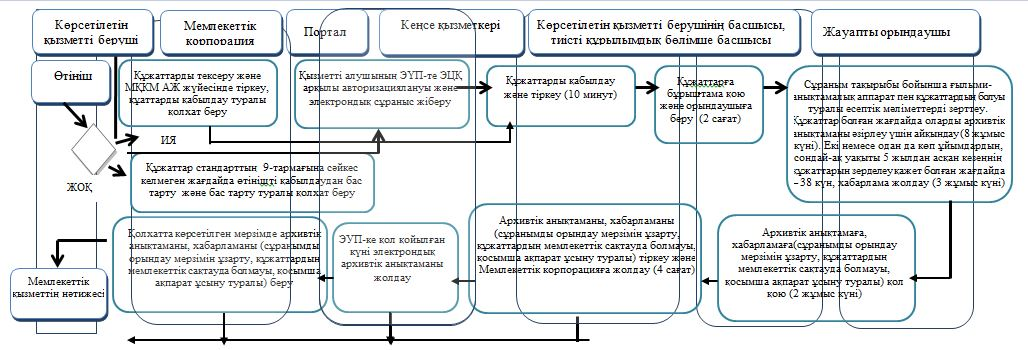 Көрсетілетін
қызметті беруші
Мемлекеттік
корпорация
Портал
Кеңсе қызметкері
Көрсетілетін қызметті берушінің басшысы,
тиісті құрылымдық бөлімше басшысы
Жауапты орындаушы
Өтініш
Құжаттарды тексеру және
МҚКМ АЖ жүйесінде тіркеу,
құғаттарды қабылдау туралы
қолхат беру
Қызметті алушының ЭҮП-те ЭЦҚ
арқылы авторизациялануы және
электрондық сұраныс жіберу
Құжаттарды қабылдау
және тіркеу (10 минут)
Құжаттарға
бұрыштама қою
және орындаушыға
беру (2 сағат)
Сұраным тақырыбы бойынша ғылыми-
анықтамалық аппарат пен құжаттардың болуы
туралы есептік мәліметтерді зерттеу.
Құжаттар болған жағдайда оларды архивтік
анықтаманы әзірлеу үшін айқындау(8 жұмыс
күні). Екі немесе одан да көп ұйымдардың,
сондай-ақ уақыты 5 жылдан асқан кезеңнің
құжаттарын зерделеу қажет болған жағдайда
–38 күн, хабарлама жолдау (3 жұмыс күні)
ИЯ
ЖОҚ
Құжаттар стандарттың 9-тармағына сәйкес
келмеген жағдайда өтінішті қабылдаудан бас
тарту және бас тарту туралы қолхат беру
Қолхатта көрсетілген мерзімде архивтік
анықтаманы, хабарламаны (сұранымды
орындау мерзімін ұзарту, құжаттардың
мемлекеттік сақтауда болмауы, қосымша
ақпарат ұсыну туралы) беру
ЭҮП-ке қол қойылған
күні электрондық
архивтік анықтаманы
жолдау
Архивтік анықтаманы, хабарламаны
(сұранымды орындау мерзімін ұзарту,
құжаттардың мемлекеттік сақтауда болмауы,
қосымша ақпарат ұсыну туралы) тіркеу және
Мемлекеттік корпорацияға жолдау (4 сағат)
Архивтік анықтамаға,
хабарламаға(сұранымды орындау
мерзімін ұзарту, құжаттардың
мемлекеттік сақтауда болмауы,
қосымша ақпарат ұсыну туралы) қол
қою (2 жұмыс күні)
Мемлекеттік
қызметтің нәтижесі